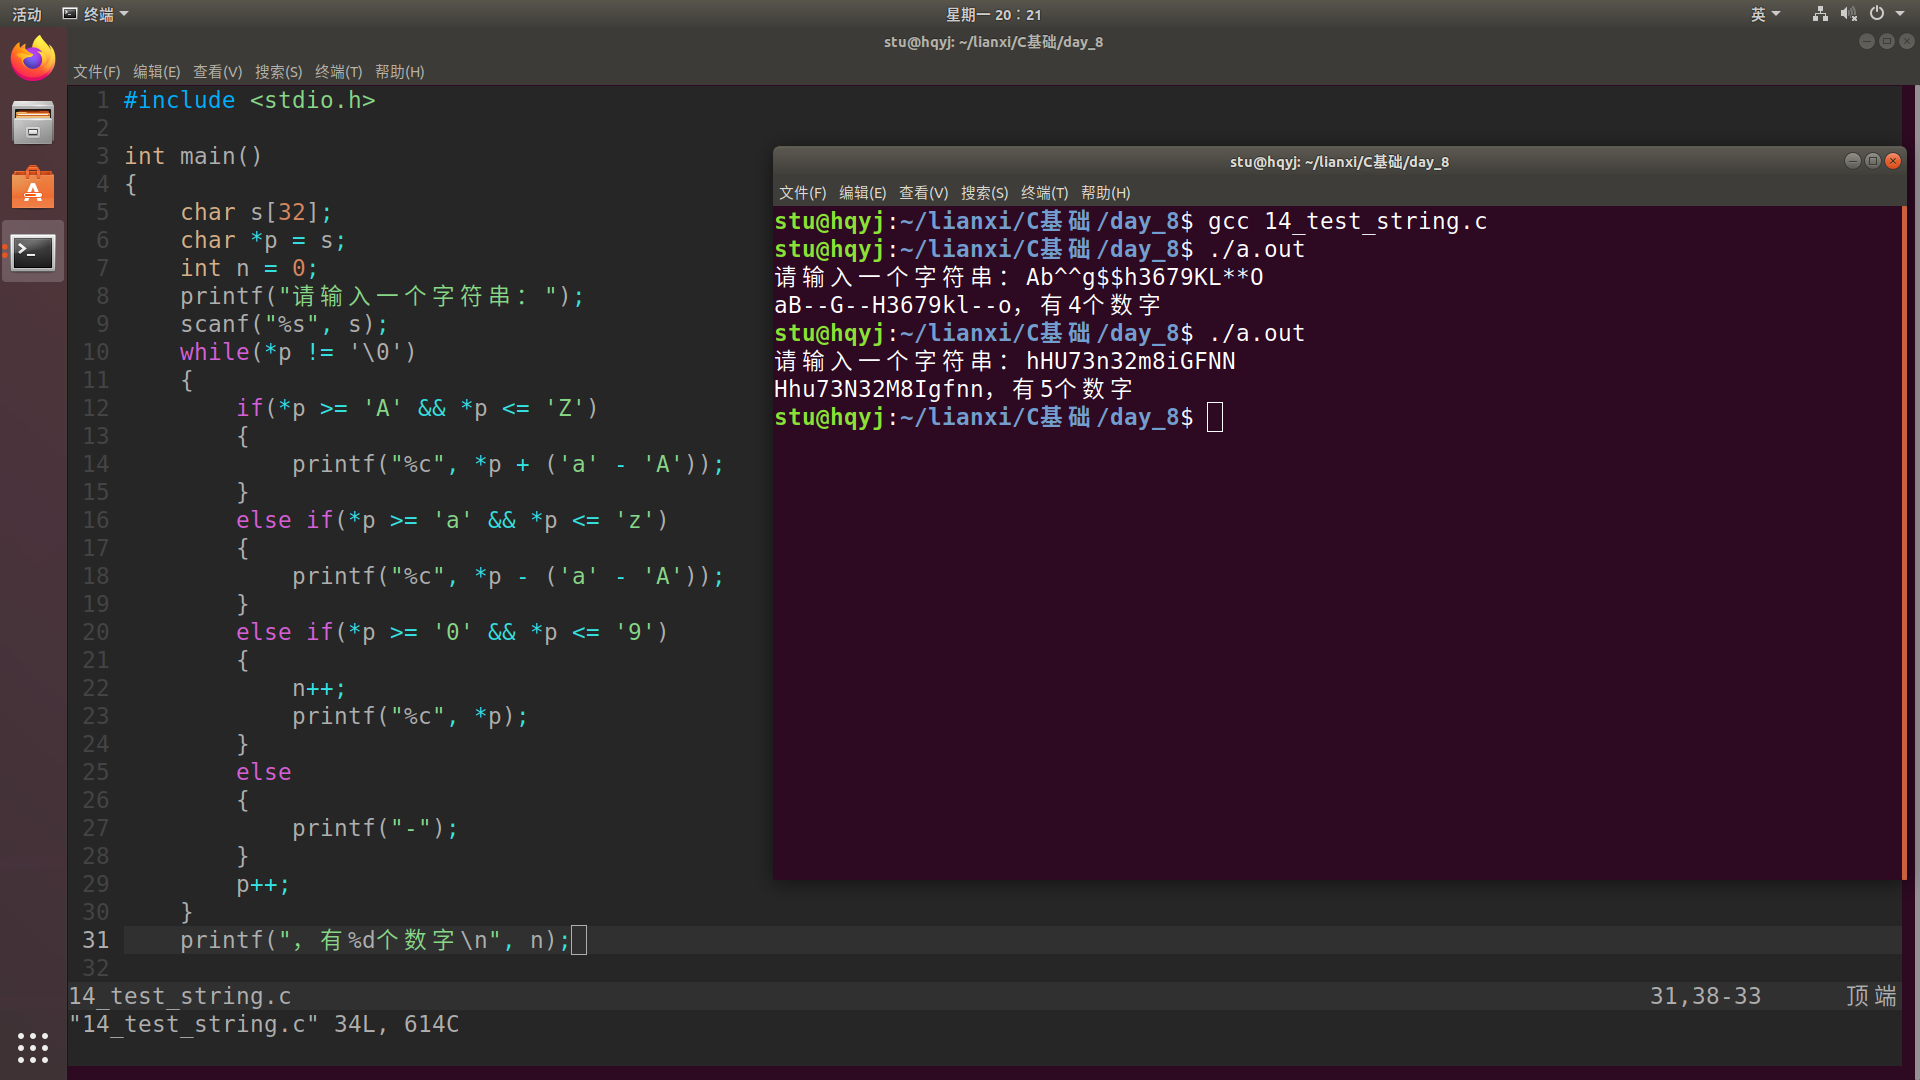 活动 终端 星期一 20：21 英
stu@hqyj: ~/lianxi/C基础/day_8
文件(F) 编辑(E) 查看(V) 搜索(S) 终端(T) 帮助(H)
1 #include <stdio.h>
2
3 int main()
4 {
5     char s[32];
6     char *p = s;
7     int n = 0;
8     printf("请输入一个字符串：");
9     scanf("%s", s);
10     while(*p != '\0')
11     {
12         if(*p >= 'A' && *p <= 'Z')
13         {
14             printf("%c", *p + ('a' - 'A'));
15         }
16         else if(*p >= 'a' && *p <= 'z')
17         {
18             printf("%c", *p - ('a' - 'A'));
19         }
20         else if(*p >= '0' && *p <= '9')
21         {
22             n++;
23             printf("%c", *p);
24         }
25         else
26         {
27             printf("-");
28         }
29         p++;
30     }
31     printf("，有%d个数字\n", n);
32
14_test_string.c 31,38-33 顶端
"14_test_string.c" 34L, 614C
stu@hqyj: ~/lianxi/C基础/day_8
文件(F) 编辑(E) 查看(V) 搜索(S) 终端(T) 帮助(H)
stu@hqyj:~/lianxi/C基础/day_8$ gcc 14_test_string.c
stu@hqyj:~/lianxi/C基础/day_8$ ./a.out
请输入一个字符串：Ab^^g$$h3679KL**O
aB--G--H3679kl--o，有4个数字
stu@hqyj:~/lianxi/C基础/day_8$ ./a.out
请输入一个字符串：hHU73n32m8iGFNN
Hhu73N32M8Igfnn，有5个数字
stu@hqyj:~/lianxi/C基础/day_8$